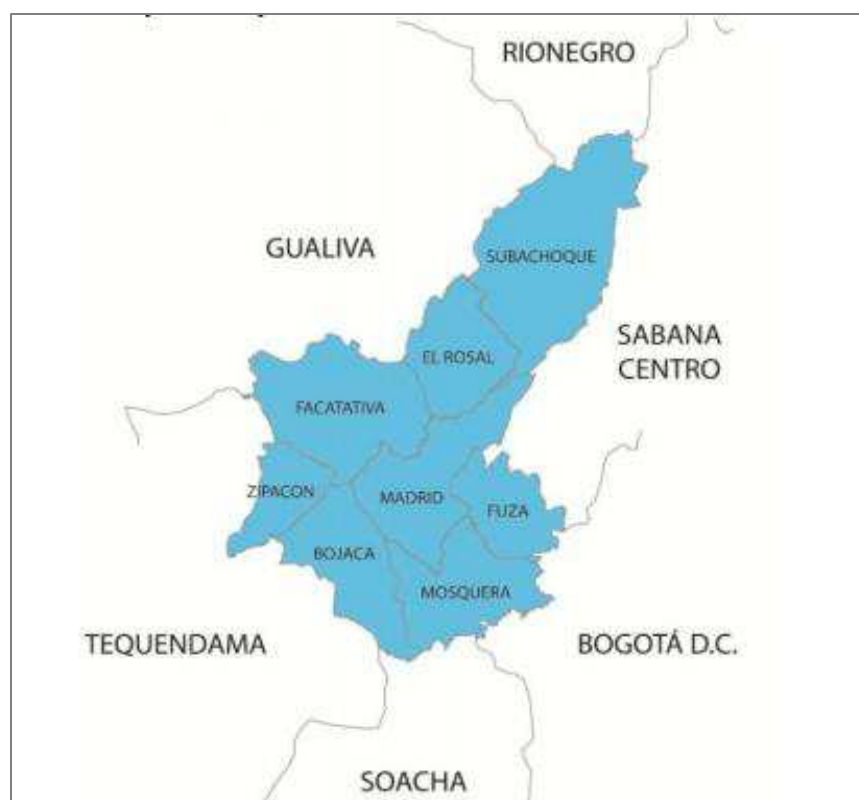 RIONEGRO
GUALIVA
SUBACHOQUE
SABANA
CENTRO
EL ROSAL
FACATATIVA
ZIPACON
MADRID
FUZA
BOJACA
MOSQUERA
TEQUENDAMA
BOGOTÁ D.C.
SOACHA